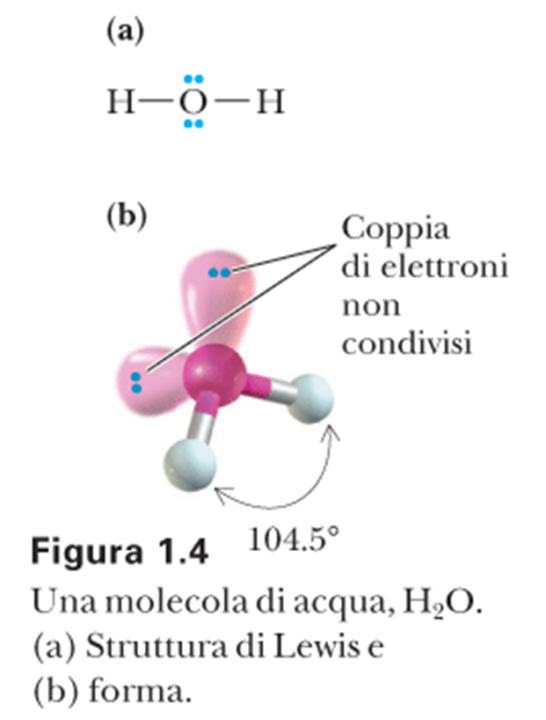 (a)
H—O—H
(b)
Coppia
di elettroni
non
condivisi
104.5°
Figura 1.4
Una molecola di acqua, H₂O.
(a) Struttura di Lewis e
(b) forma.